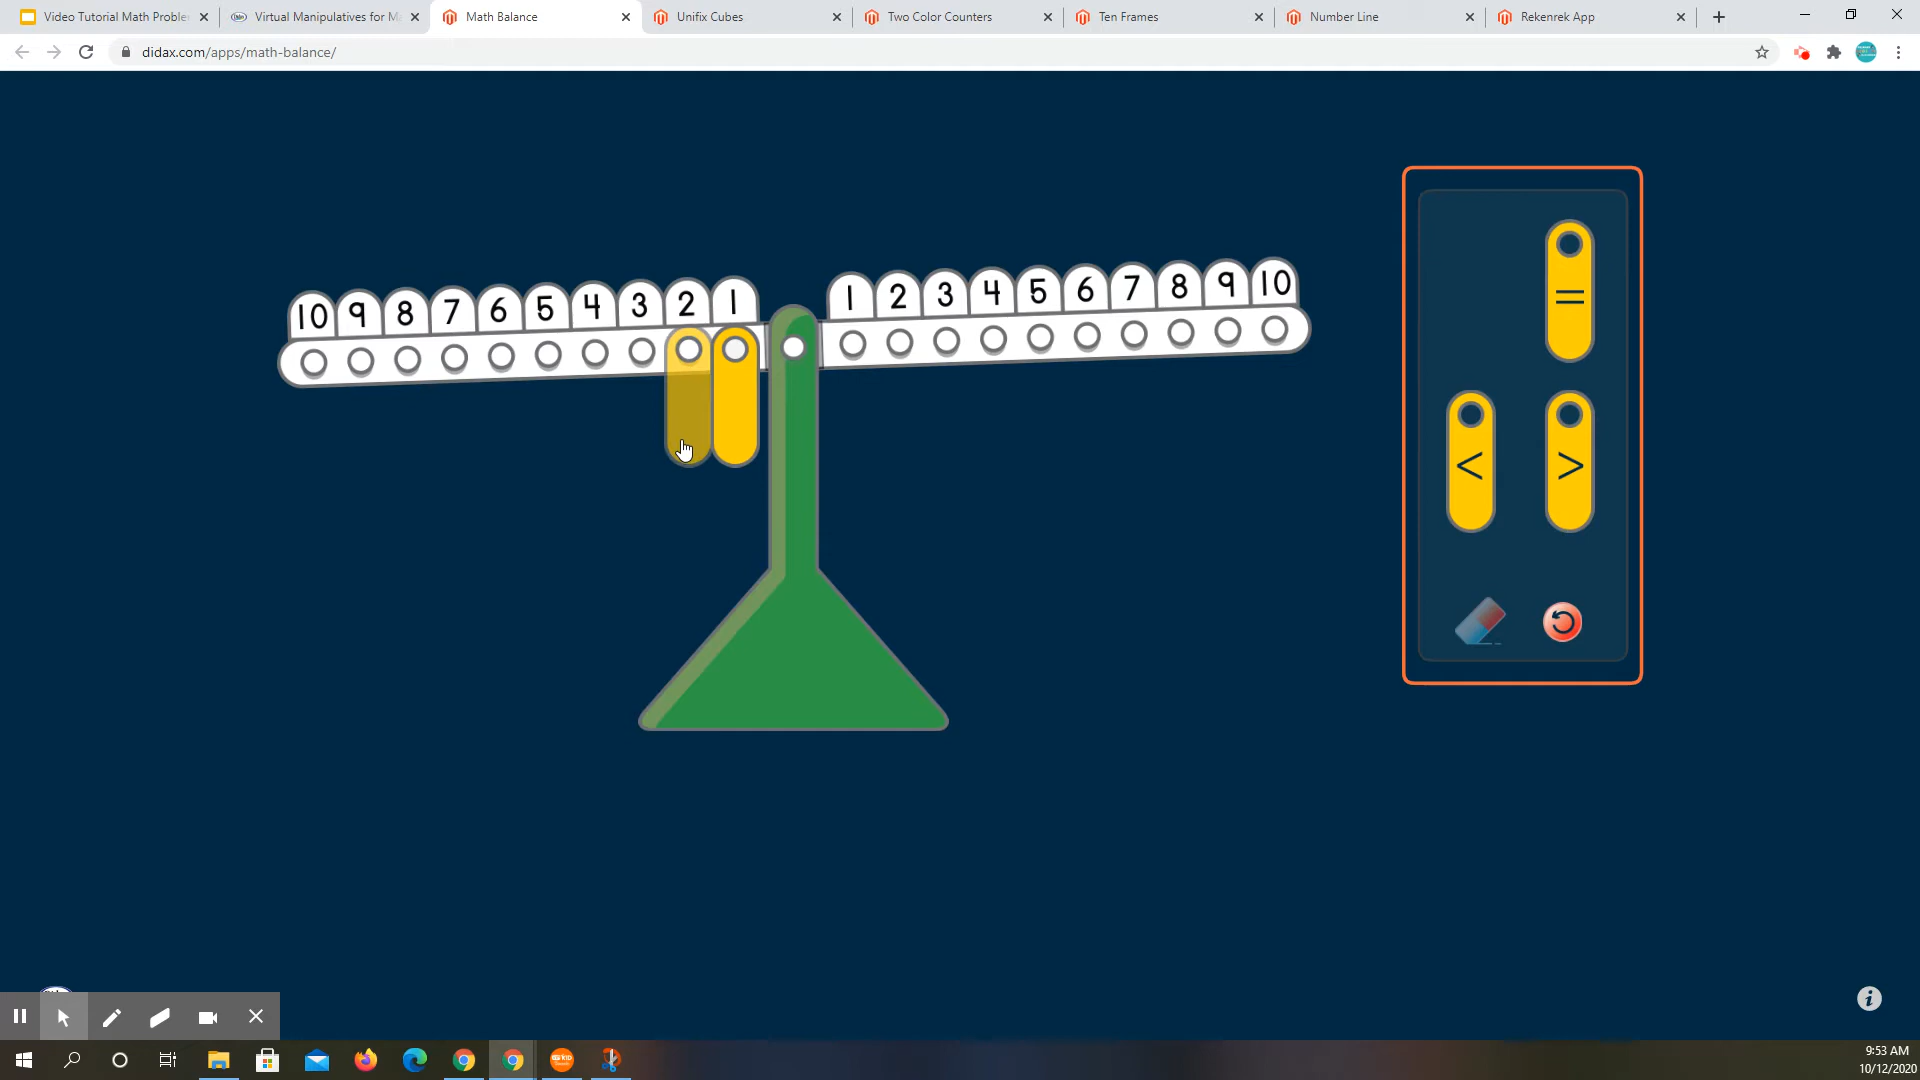 Video Tutorial Math Proble
Virtual Manipulatives for Ma
Math Balance
Unifix Cubes
Two Color Counters
Ten Frames
Number Line
Rekenrek App
didax.com/apps/math-balance/
10 9 8 7 6 5 4 3 2 1
1 2 3 4 5 6 7 8 9 10
=
< >
i
9:53 AM
10/12/2020